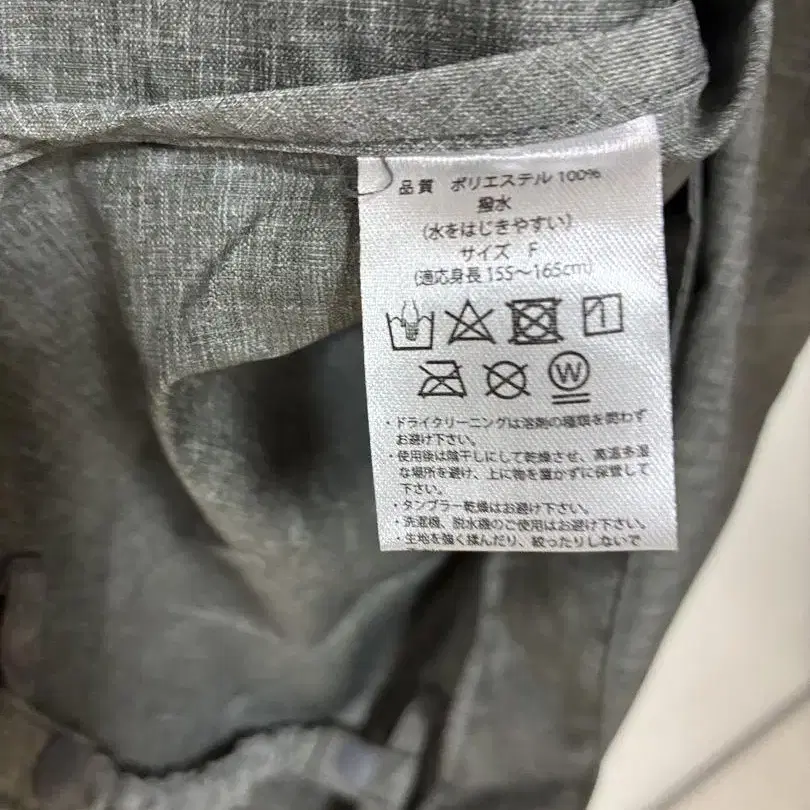 品質 ポリエステル 100%
撥水
(水をはじきやすい)
サイズ F
(適応身長 155〜165cm)
W
・ドライクリーニングは溶剤の種類を問わず
お避け下さい。
・使用後は陰干しにして乾燥させ、高温多湿
な場所を避け、上に物を置かずに保管して
下さい。
・タンブラー乾燥はお避け下さい。
・洗濯機、脱水機のご使用はお避け下さい。
・生地を強く揉んだり、絞ったりしないで